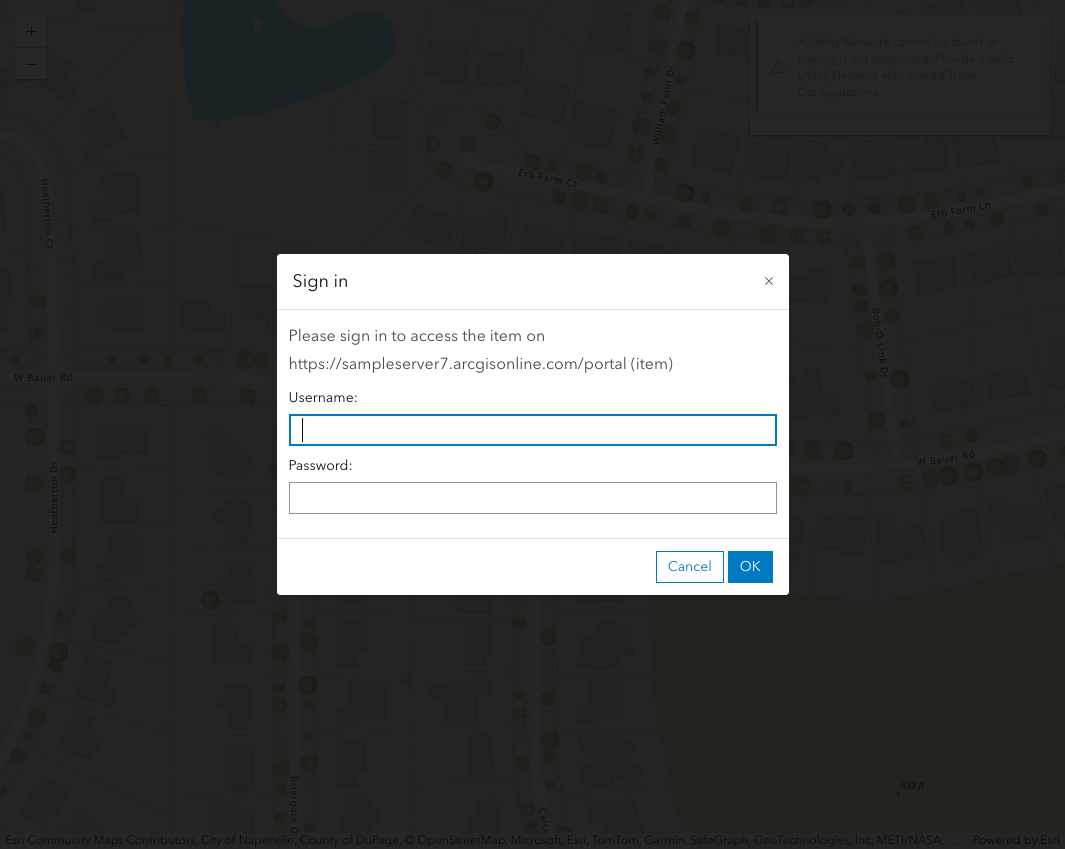 +
A Utility Network cannot be found or
tracing is not supported. Provide a valid
Utility Network with shared Trace
Configurations.
−
William Penn Dr
Erb Farm Ct
Heatherton Ct
Erb Farm Ln
Sign in
×
Bob-O-Link Dr
Please sign in to access the item on
https://sampleserver7.arcgisonline.com/portal (item)
W Bauer Rd
Username:
W Bauer Rd
Password:
Heatherton Dr
Cancel
OK
693 ft
Briergate D
Calcu
Esri Community Maps Contributors, City of Naperville, County of DuPage, © OpenStreetMap, Microsoft, Esri, TomTom, Garmin, SafeGraph, GeoTechnologies, Inc, METI/NASA, ...
Powered by Esri